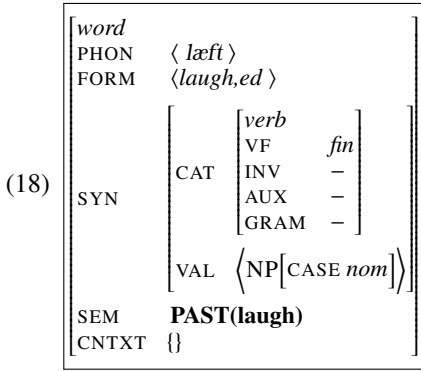 word
PHON ⟨ læft ⟩
FORM ⟨laugh,ed ⟩
verb
VF fin
CAT INV −
(18) SYN AUX −
GRAM −
VAL ⟨NP[CASE nom]⟩
SEM PAST(laugh)
CNTXT {}